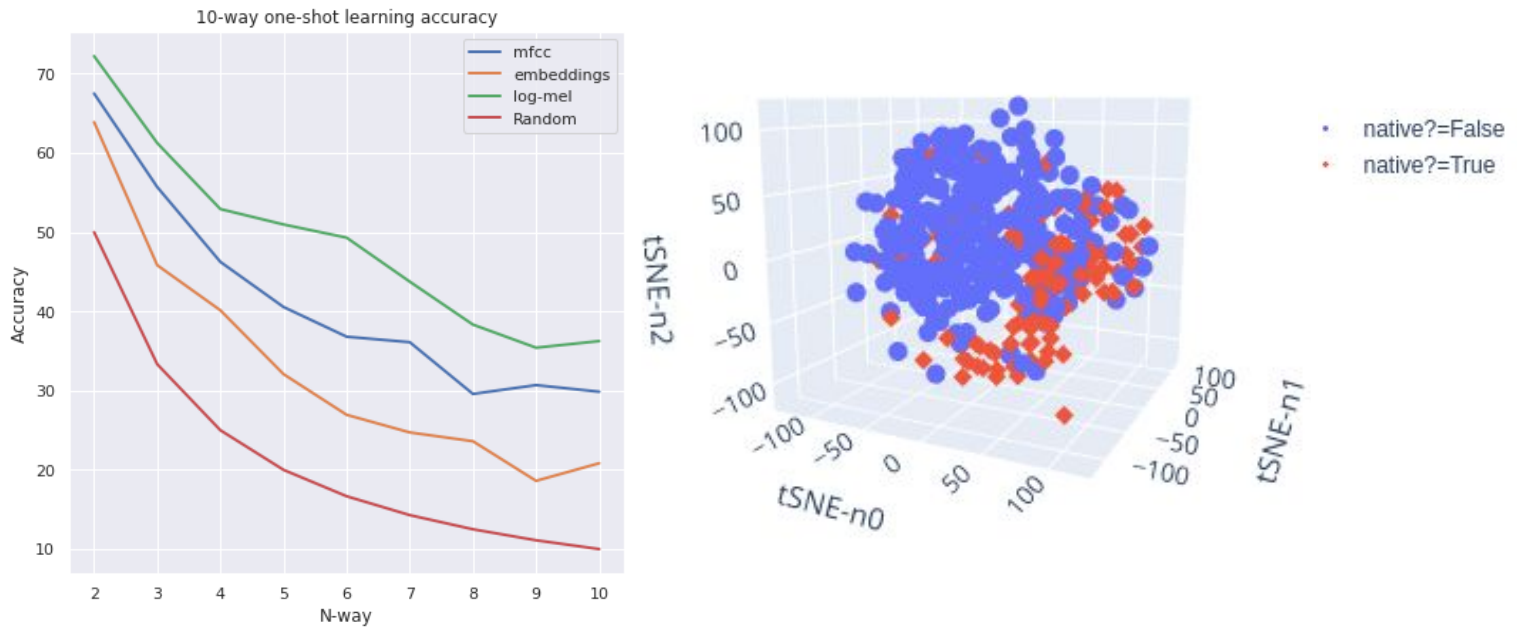 10-way one-shot learning accuracy
mfcc
embeddings
log-mel
Random
Accuracy
70
60
50
40
30
20
10
2 3 4 5 6 7 8 9 10
N-way
native?=False
native?=True
tSNE-n2
100
50
0
−50
−100
−100 −50 0 50 100
tSNE-n0
100
50
0
−50
−100
tSNE-n1